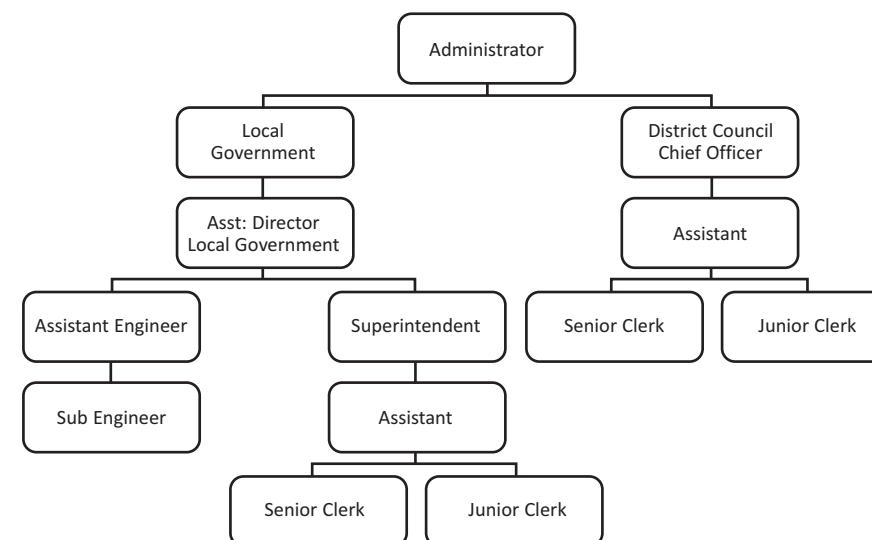 Administrator
Local
Government
District Council
Chief Officer
Asst: Director
Local Government
Assistant
Assistant Engineer
Superintendent
Senior Clerk
Junior Clerk
Sub Engineer
Assistant
Senior Clerk
Junior Clerk